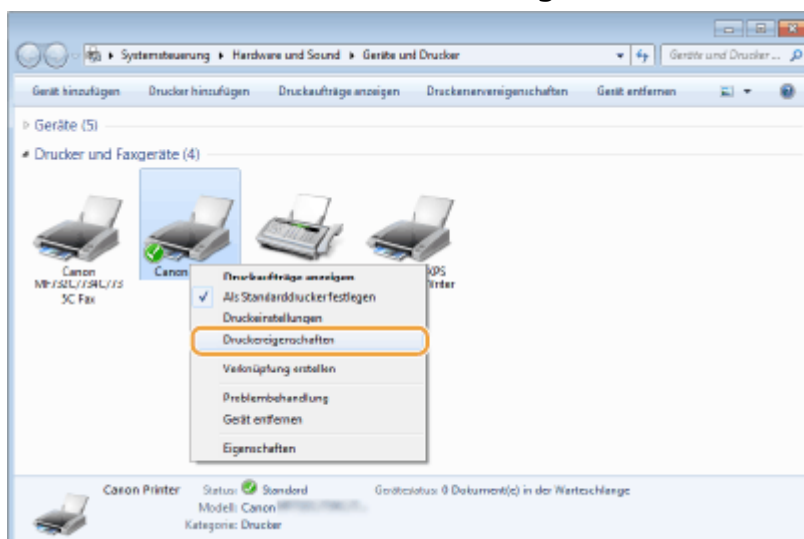 Systemsteuerung ▸ Hardware und Sound ▸ Geräte und Drucker
Geräte und Drucker ...
Gerät hinzufügen Drucker hinzufügen Druckaufträge anzeigen Druckerservereigenschaften Gerät entfernen
Geräte (5)
Drucker und Faxgeräte (4)
Canon
MF732C/734C/73
5C Fax
Canon
XPS
Druckaufträge anzeigen
Als Standarddrucker festlegen
Druckeinstellungen
Druckereigenschaften
Verknüpfung erstellen
Problembehandlung
Gerät entfernen
Eigenschaften
Canon Printer Status: Standard Gerätestatus: 0 Dokument(e) in der Warteschlange
Modell: Canon
Kategorie: Drucker